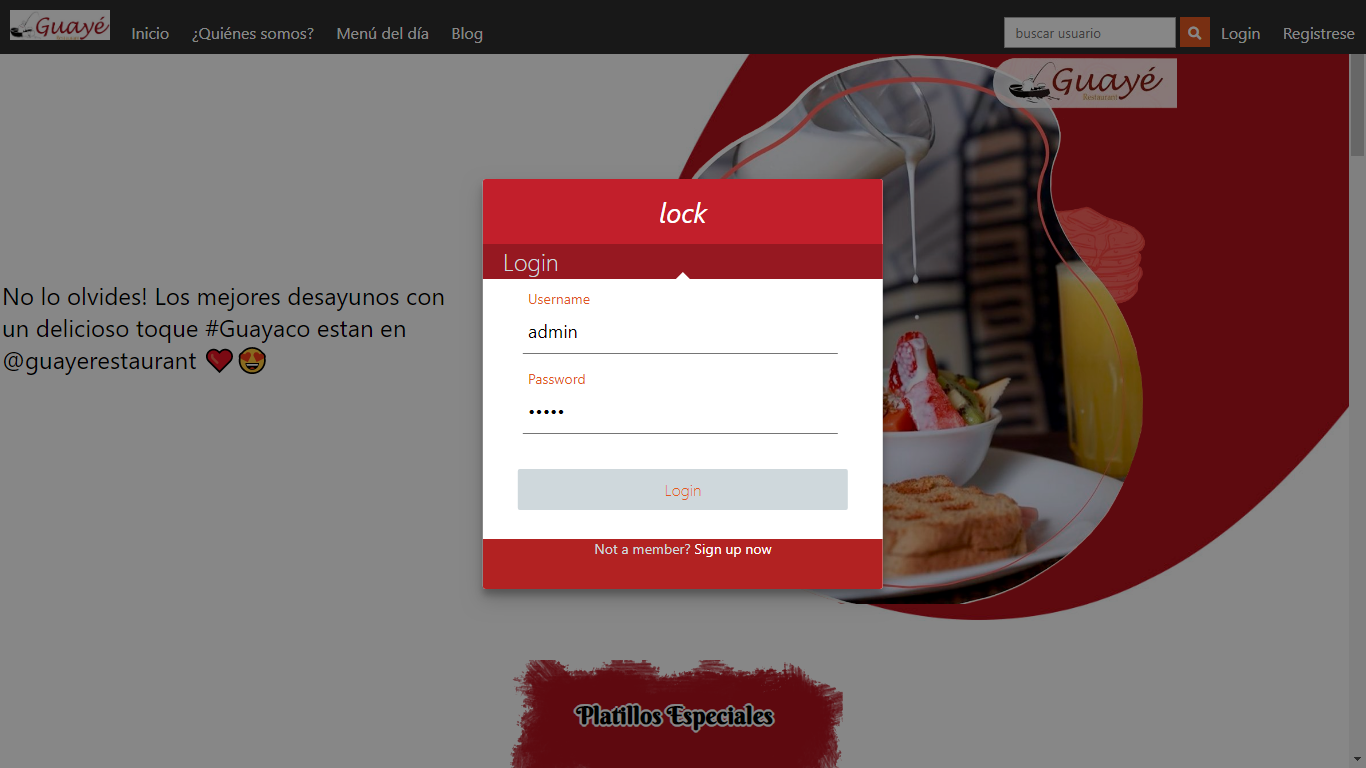 Guayé
Inicio
¿Quiénes somos?
Menú del día
Blog
buscar usuario
Login
Registrese
Guayé
Restaurant
No lo olvides! Los mejores desayunos con
un delicioso toque #Guayaco estan en
@guayerestaurant ❤️😍
lock
Login
Username
admin
Password
•••••
Login
Not a member? Sign up now
Platillos Especiales